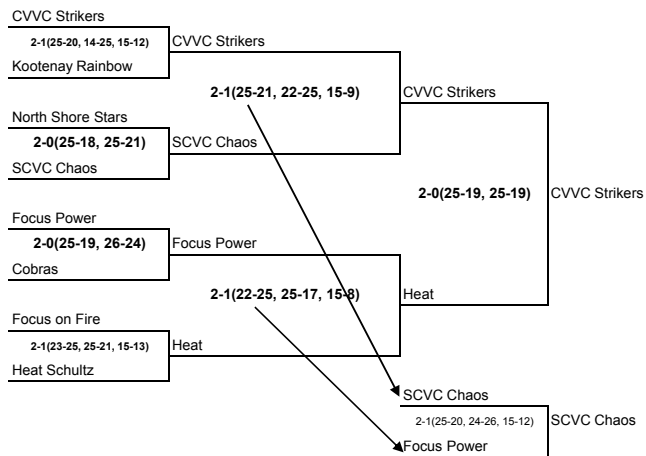 CVVC Strikers
2-1(25-20, 14-25, 15-12)
Kootenay Rainbow
CVVC Strikers
2-1(25-21, 22-25, 15-9)
CVVC Strikers
North Shore Stars
2-0(25-18, 25-21)
SCVC Chaos
SCVC Chaos
2-0(25-19, 25-19)
CVVC Strikers
Focus Power
2-0(25-19, 26-24)
Cobras
Focus Power
2-1(22-25, 25-17, 15-8)
Heat
Focus on Fire
2-1(23-25, 25-21, 15-13)
Heat Schultz
Heat
SCVC Chaos
2-1(25-20, 24-26, 15-12)
SCVC Chaos
Focus Power